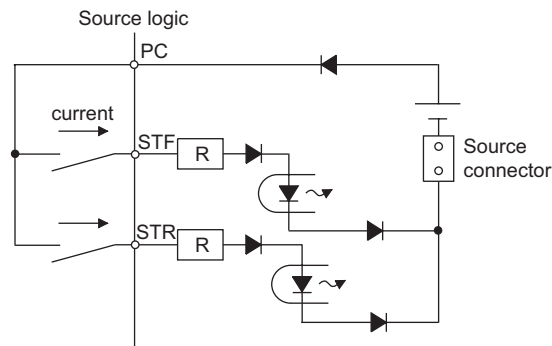 Source logic
PC
current
STF
R
Source
connector
STR
R